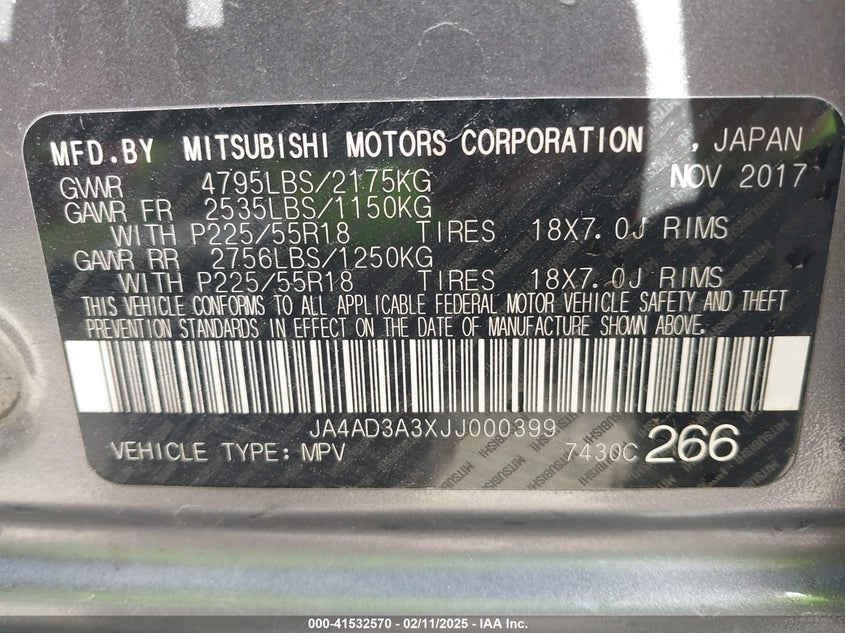 MFD.BY MITSUBISHI MOTORS CORPORATION , JAPAN
GVWR 4795LBS/2175KG NOV 2017
GAWR FR 2535LBS/1150KG
WITH P225/55R18 TIRES 18X7.0J RIMS
GAWR RR 2756LBS/1250KG
WITH P225/55R18 TIRES 18X7.0J RIMS
THIS VEHICLE CONFORMS TO ALL APPLICABLE FEDERAL MOTOR VEHICLE SAFETY AND THEFT
PREVENTION STANDARDS IN EFFECT ON THE DATE OF MANUFACTURE SHOWN ABOVE.
JA4AD3A3XJJ000399
VEHICLE TYPE: MPV 7430C 266
000-41532570 - 02/11/2025 - IAA Inc.